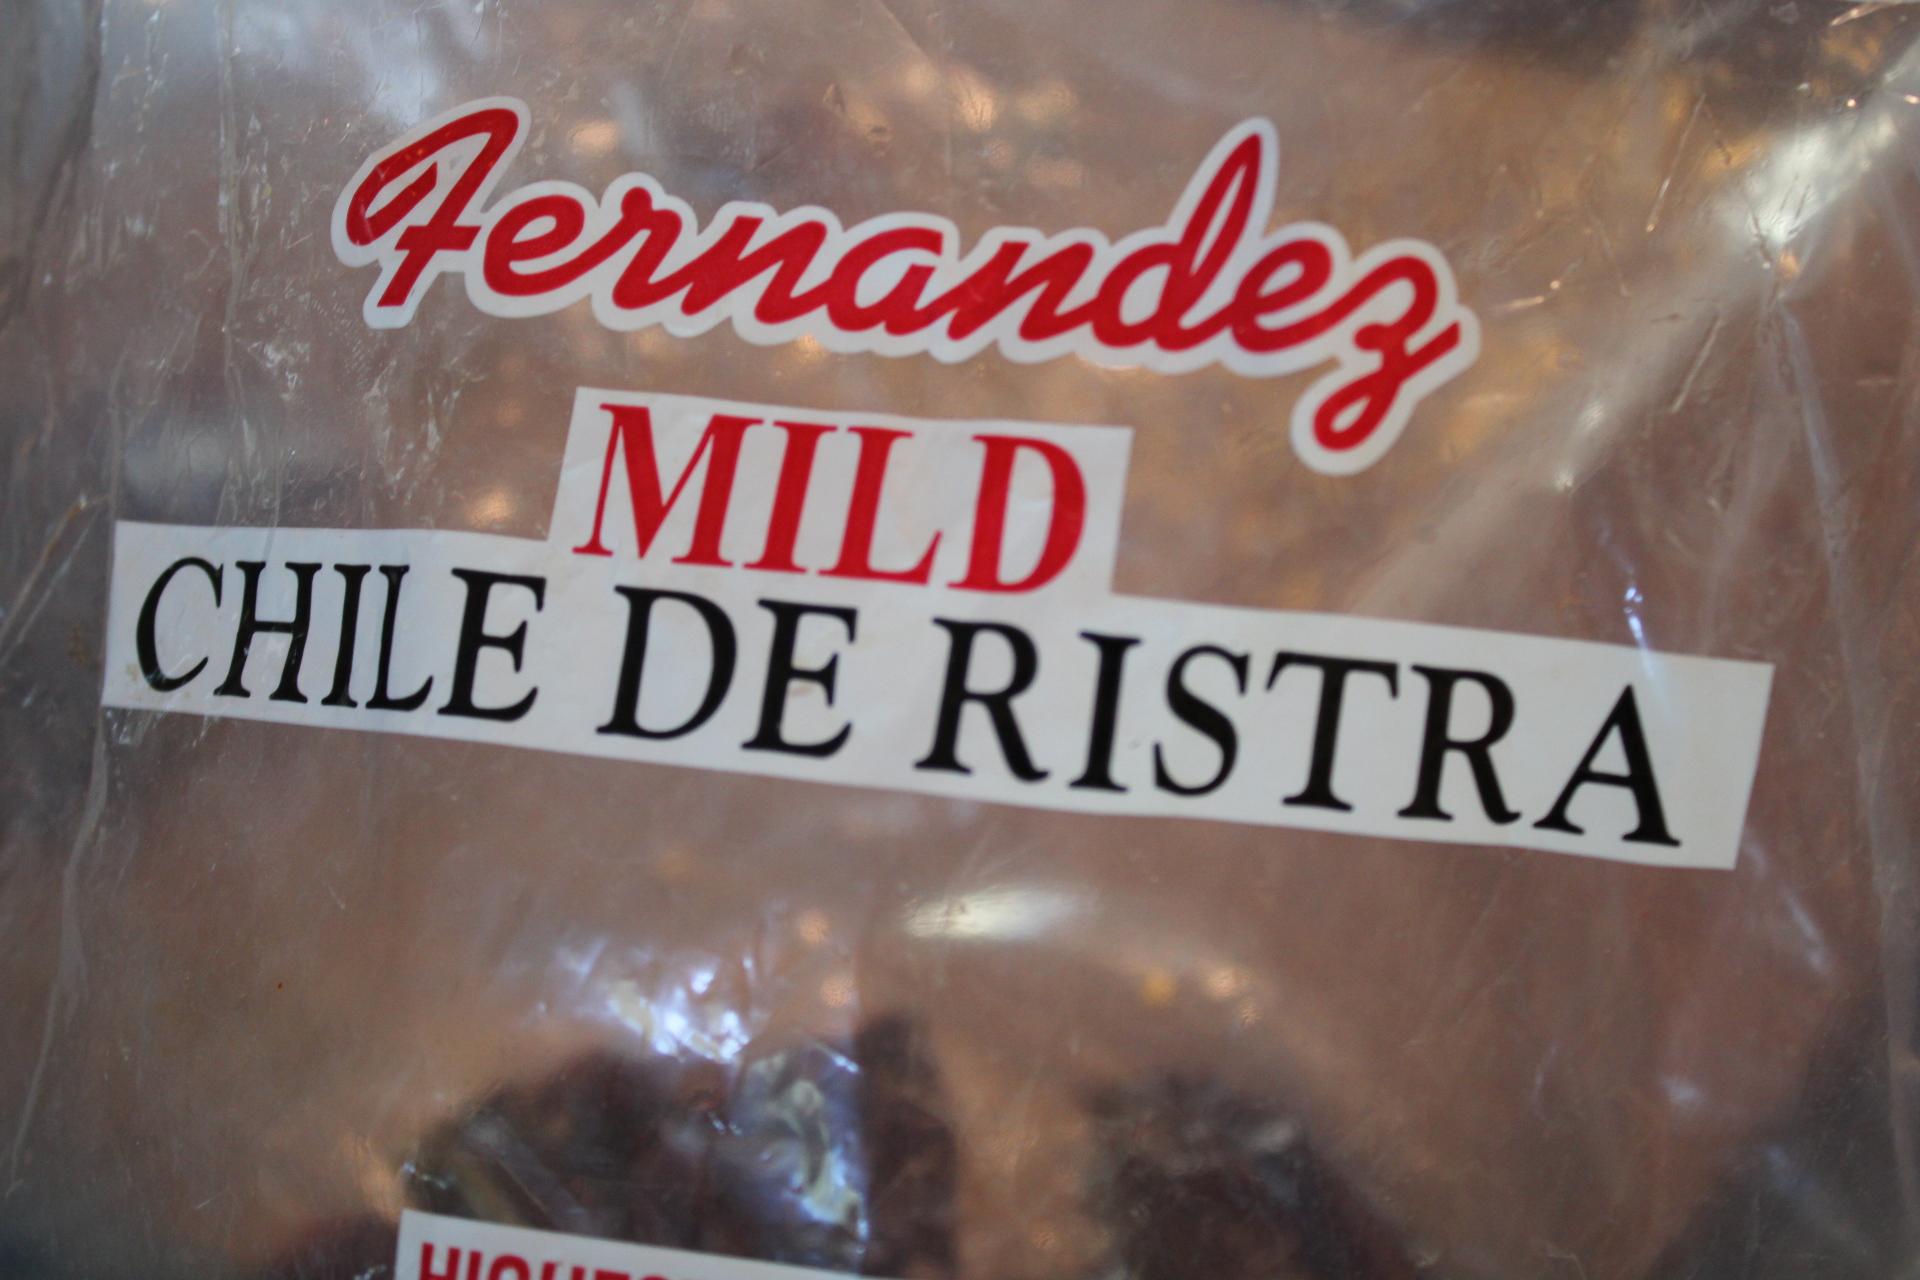 Fernandez
MILD
CHILE DE RISTRA